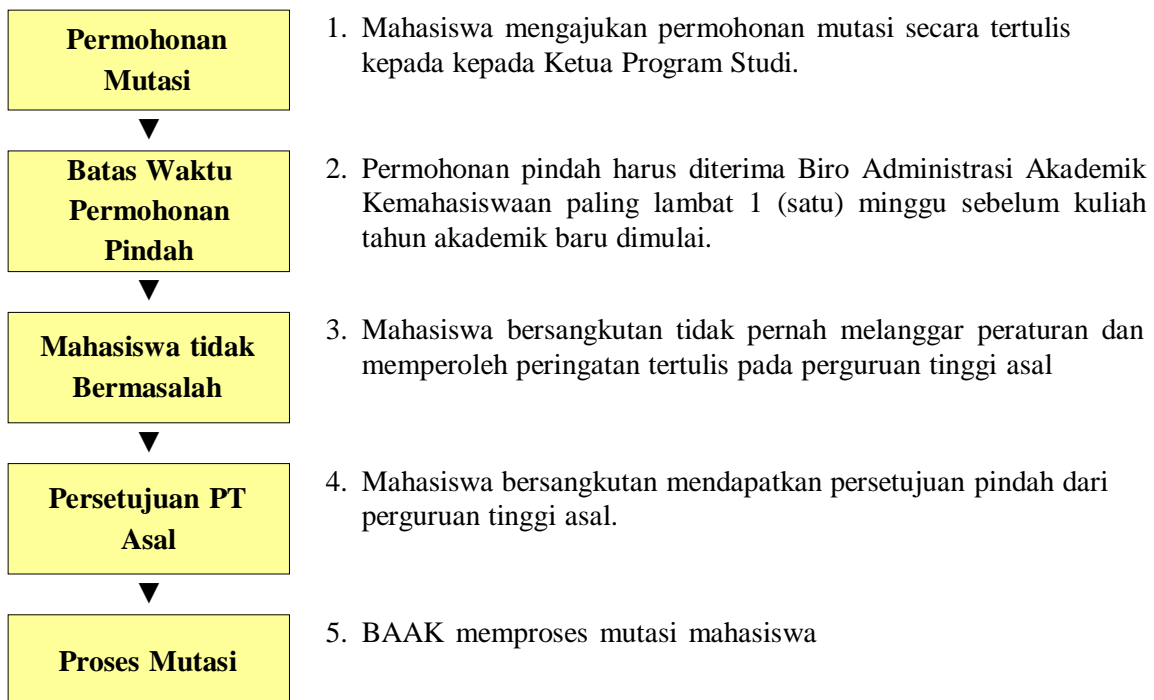 Permohonan
Mutasi
1. Mahasiswa mengajukan permohonan mutasi secara tertulis
kepada kepada Ketua Program Studi.
Batas Waktu
Permohonan
Pindah
2. Permohonan pindah harus diterima Biro Administrasi Akademik
Kemahasiswaan paling lambat 1 (satu) minggu sebelum kuliah
tahun akademik baru dimulai.
Mahasiswa tidak
Bermasalah
3. Mahasiswa bersangkutan tidak pernah melanggar peraturan dan
memperoleh peringatan tertulis pada perguruan tinggi asal
Persetujuan PT
Asal
4. Mahasiswa bersangkutan mendapatkan persetujuan pindah dari
perguruan tinggi asal.
Proses Mutasi
5. BAAK memproses mutasi mahasiswa